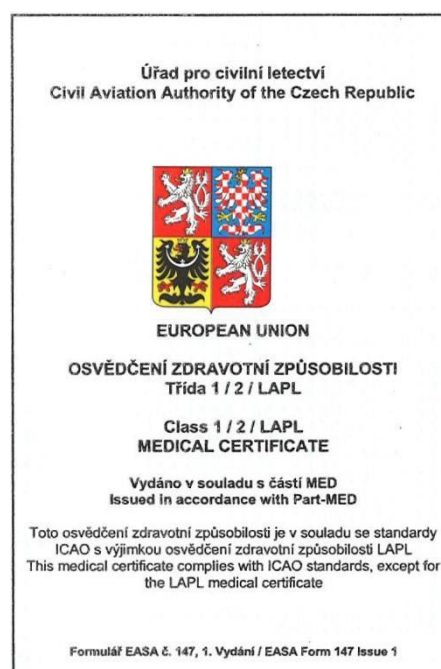 Úřad pro civilní letectví
Civil Aviation Authority of the Czech Republic
EUROPEAN UNION
OSVĚDČENÍ ZDRAVOTNÍ ZPŮSOBILOSTI
Třída 1 / 2 / LAPL
Class 1 / 2 / LAPL
MEDICAL CERTIFICATE
Vydáno v souladu s částí MED
Issued in accordance with Part-MED
Toto osvědčení zdravotní způsobilosti je v souladu se standardy
ICAO s výjimkou osvědčení zdravotní způsobilosti LAPL
This medical certificate complies with ICAO standards, except for
the LAPL medical certificate
Formulář EASA č. 147, 1. Vydání / EASA Form 147 Issue 1